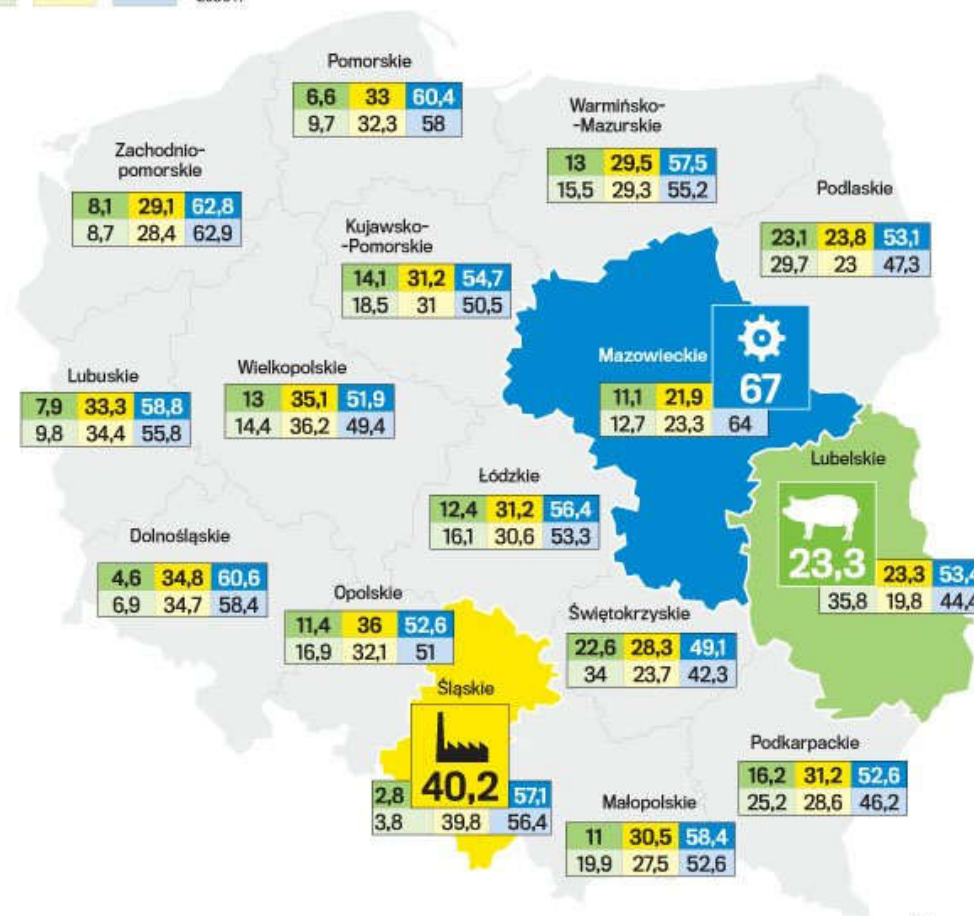 Pomorskie
6,6 33 60,4
9,7 32,3 58
Warmińsko-
-Mazurskie
13 29,5 57,5
15,5 29,3 55,2
Zachodnio-
pomorskie
8,1 29,1 62,8
8,7 28,4 62,9
Podlaskie
23,1 23,8 53,1
29,7 23 47,3
Kujawsko-
-Pomorskie
14,1 31,2 54,7
18,5 31 50,5
Mazowieckie
67
11,1 21,9
12,7 23,3 64
Wielkopolskie
13 35,1 51,9
14,4 36,2 49,4
Lubuskie
7,9 33,3 58,8
9,8 34,4 55,8
Lubelskie
23,3
23,3 53,4
35,8 19,8 44,4
Łódzkie
12,4 31,2 56,4
16,1 30,6 53,3
Dolnośląskie
4,6 34,8 60,6
6,9 34,7 58,4
Opolskie
11,4 36 52,6
16,9 32,1 51
Świętokrzyskie
22,6 28,3 49,1
34 23,7 42,3
Śląskie
2,8 40,2 57,1
3,8 39,8 56,4
Podkarpackie
16,2 31,2 52,6
25,2 28,6 46,2
Małopolskie
11 30,5 58,4
19,9 27,5 52,6